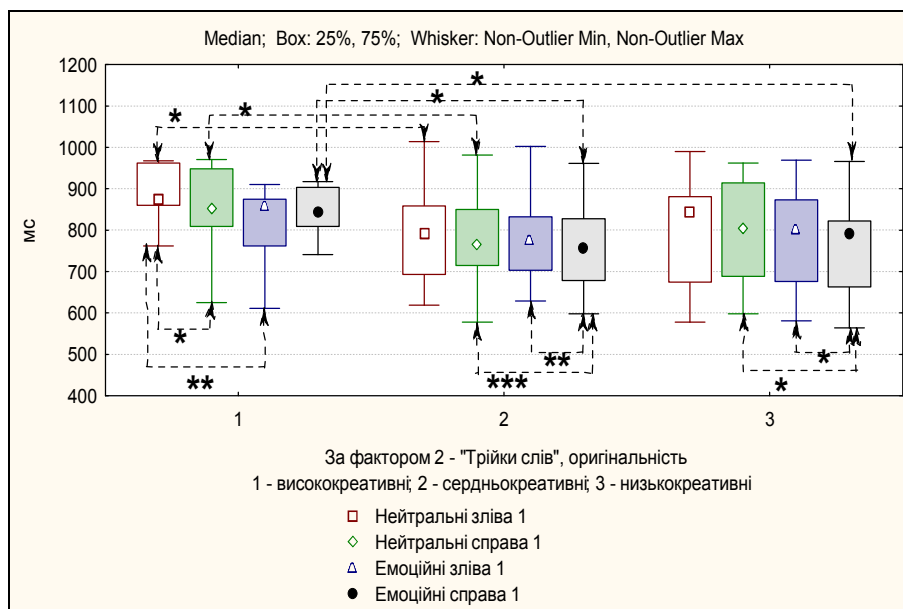 Median; Box: 25%, 75%; Whisker: Non-Outlier Min, Non-Outlier Max
1200
1100
1000
900
800
700
600
500
400
мс
* * * *
* ** *** ** * *
1 2 3
За фактором 2 - "Трійки слів", оригінальність
1 - висококреативні; 2 - сердньокреативні; 3 - низькокреативні
Нейтральні зліва 1
Нейтральні справа 1
Емоційні зліва 1
Емоційні справа 1